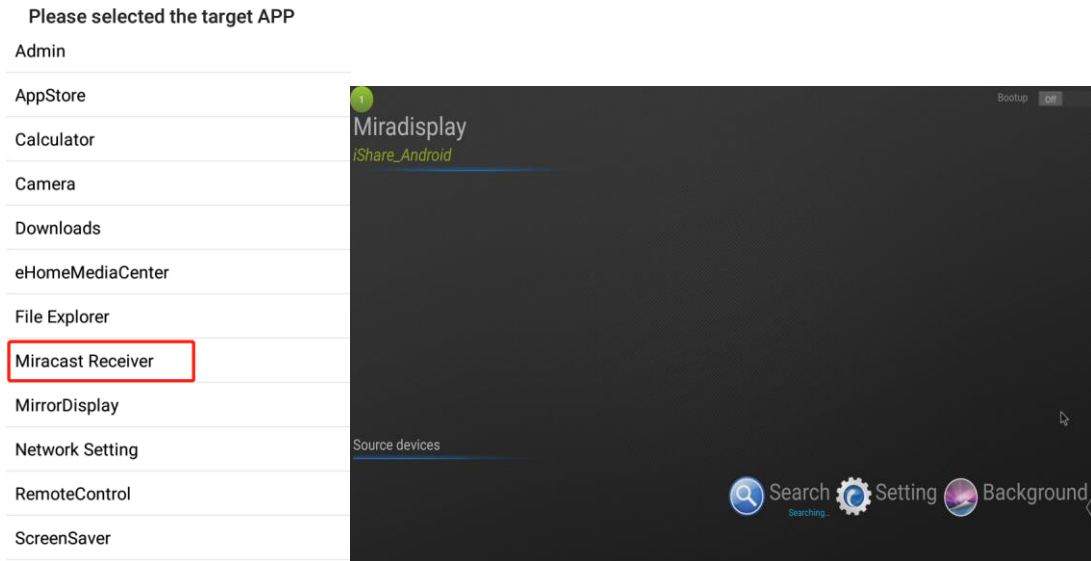 Please selected the target APP
Admin
AppStore
Calculator
Camera
Downloads
eHomeMediaCenter
File Explorer
Miracast Receiver
MirrorDisplay
Network Setting
RemoteControl
ScreenSaver
1
Bootup Off
Miradisplay
iShare_Android
Source devices
Search Setting Background
Searching...